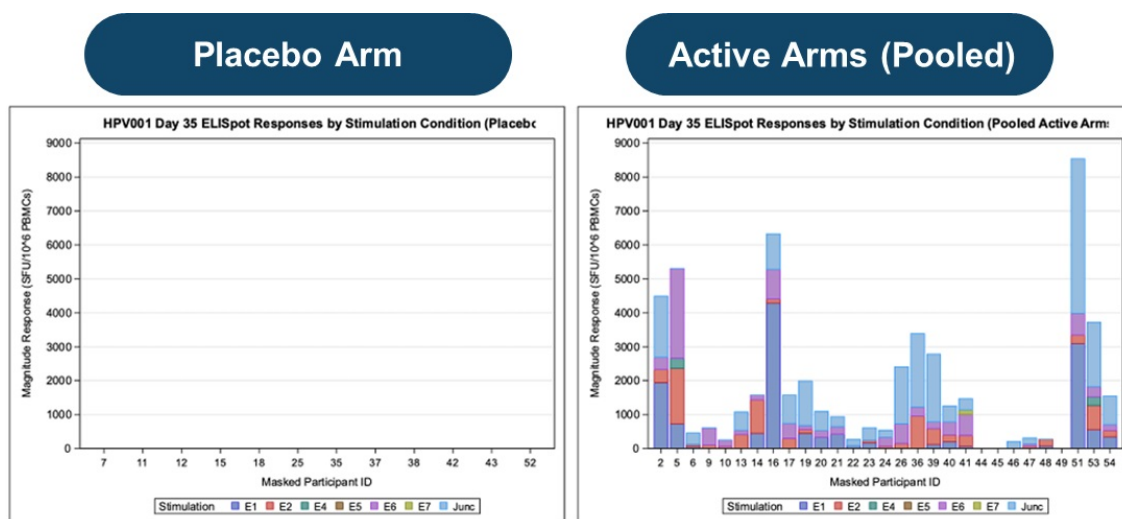 Placebo Arm
Active Arms (Pooled)
HPV001 Day 35 ELISpot Responses by Stimulation Condition (Placebo
Magnitude Response (SFU/10^6 PBMCs)
9000
8000
7000
6000
5000
4000
3000
2000
1000
0
7 11 12 15 18 24 35 37 38 42 43 52
Masked Participant ID
Stimulation E1 E2 E4 E5 E6 E7 Junc
HPV001 Day 35 ELISpot Responses by Stimulation Condition (Pooled Active Arms
Magnitude Response (SFU/10^6 PBMCs)
9000
8000
7000
6000
5000
4000
3000
2000
1000
0
2 5 6 9 10 13 14 16 17 19 20 21 22 23 24 26 36 39 40 41 44 45 46 47 48 49 51 53 54
Masked Participant ID
Stimulation E1 E2 E4 E5 E6 E7 Junc